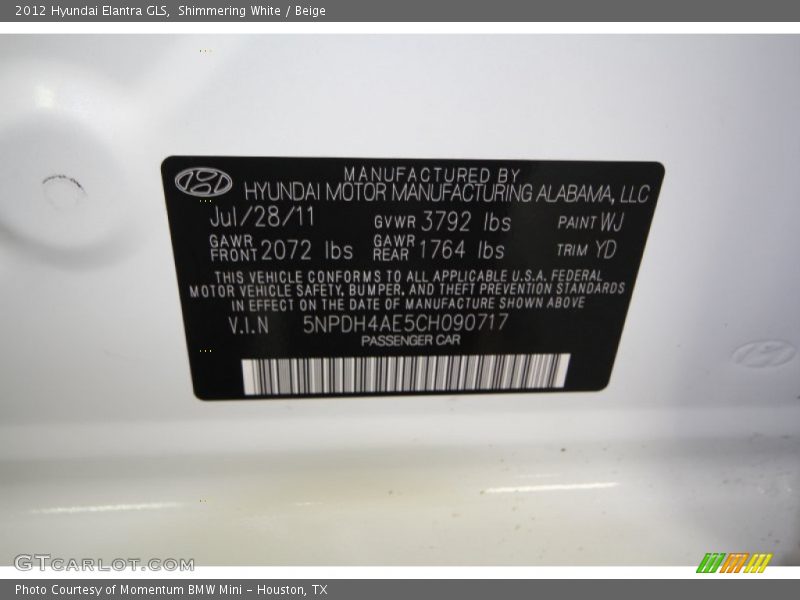 2012 Hyundai Elantra GLS, Shimmering White / Beige
MANUFACTURED BY
HYUNDAI MOTOR MANUFACTURING ALABAMA, LLC
Jul/28/11 GVWR 3792 lbs PAINT WJ
GAWR FRONT 2072 lbs GAWR REAR 1764 lbs TRIM YD
THIS VEHICLE CONFORMS TO ALL APPLICABLE U.S.A. FEDERAL
MOTOR VEHICLE SAFETY, BUMPER, AND THEFT PREVENTION STANDARDS
IN EFFECT ON THE DATE OF MANUFACTURE SHOWN ABOVE
V.I.N 5NPDH4AE5CH090717
PASSENGER CAR
GTCARLOT.COM
Photo Courtesy of Momentum BMW Mini - Houston, TX